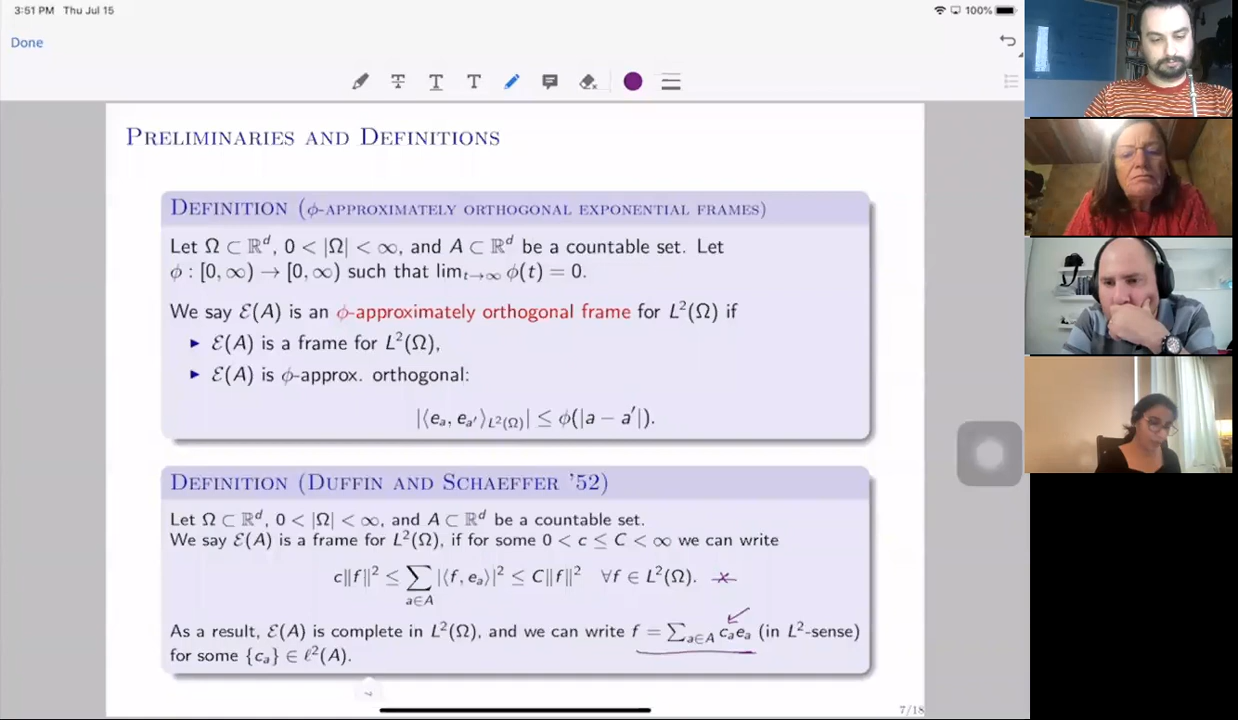 3:51 PM Thu Jul 15
100%
Done
PRELIMINARIES AND DEFINITIONS
DEFINITION (ϕ-APPROXIMATELY ORTHOGONAL EXPONENTIAL FRAMES)
Let Ω ⊂ ℝᵈ, 0 < |Ω| < ∞, and A ⊂ ℝᵈ be a countable set. Let
ϕ : [0, ∞) → [0, ∞) such that lim_{t→∞} ϕ(t) = 0.
We say ℰ(A) is an ϕ-approximately orthogonal frame for L²(Ω) if
▶ ℰ(A) is a frame for L²(Ω),
▶ ℰ(A) is ϕ-approx. orthogonal:
|⟨e_a, e_{a′}⟩_{L²(Ω)}| ≤ ϕ(|a − a′|).
DEFINITION (DUFFIN AND SCHAEFFER '52)
Let Ω ⊂ ℝᵈ, 0 < |Ω| < ∞, and A ⊂ ℝᵈ be a countable set.
We say ℰ(A) is a frame for L²(Ω), if for some 0 < c ≤ C < ∞ we can write
c‖f‖² ≤ ∑_{a∈A} |⟨f, e_a⟩|² ≤ C‖f‖² ∀f ∈ L²(Ω).
As a result, ℰ(A) is complete in L²(Ω), and we can write f = ∑_{a∈A} c_a e_a (in L²-sense)
for some {c_a} ∈ ℓ²(A).
7/18